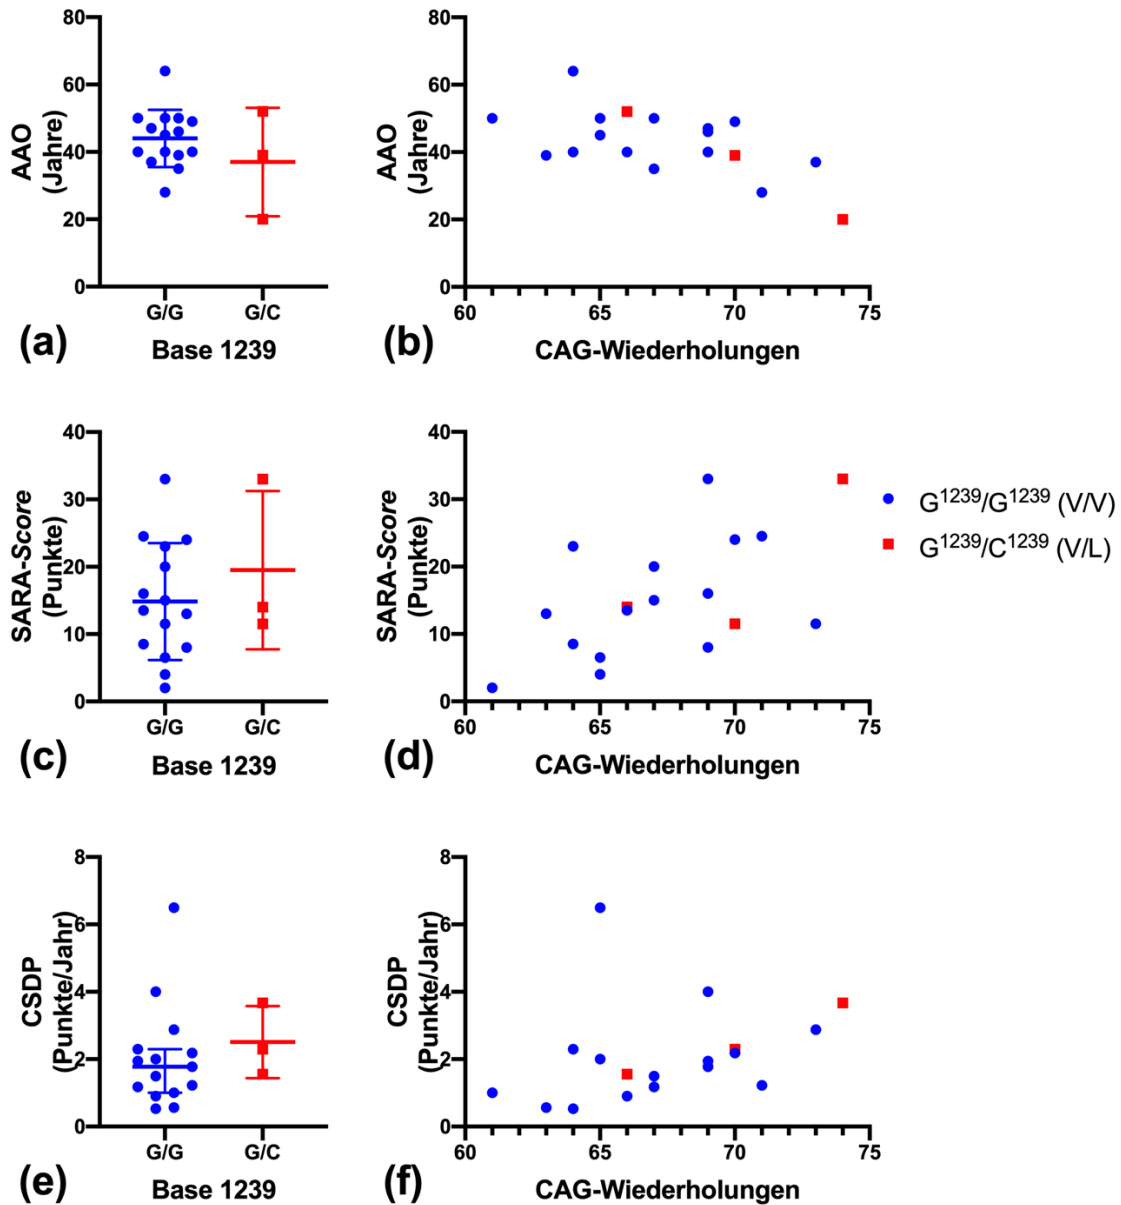 80
60
40
20
0
AAO
(Jahre)
G/G
G/C
Base 1239
(a)
80
60
40
20
0
AAO
(Jahre)
60
65
70
75
CAG-Wiederholungen
(b)
40
30
20
10
0
SARA-Score
(Punkte)
G/G
G/C
Base 1239
(c)
40
30
20
10
0
SARA-Score
(Punkte)
60
65
70
75
CAG-Wiederholungen
(d)
G¹²³⁹/G¹²³⁹ (V/V)
G¹²³⁹/C¹²³⁹ (V/L)
8
6
4
2
0
CSDP
(Punkte/Jahr)
G/G
G/C
Base 1239
(e)
8
6
4
2
0
CSDP
(Punkte/Jahr)
60
65
70
75
CAG-Wiederholungen
(f)